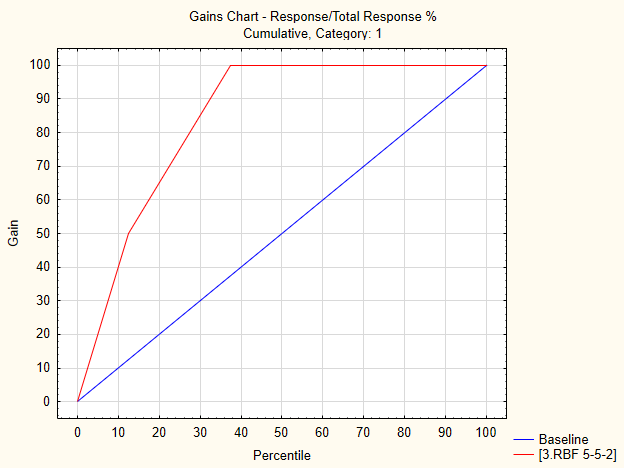 Gains Chart - Response/Total Response %
Cumulative, Category: 1
100
90
80
70
60
50
40
30
20
10
0
Gain
0 10 20 30 40 50 60 70 80 90 100
Percentile
Baseline
[3.RBF 5-5-2]